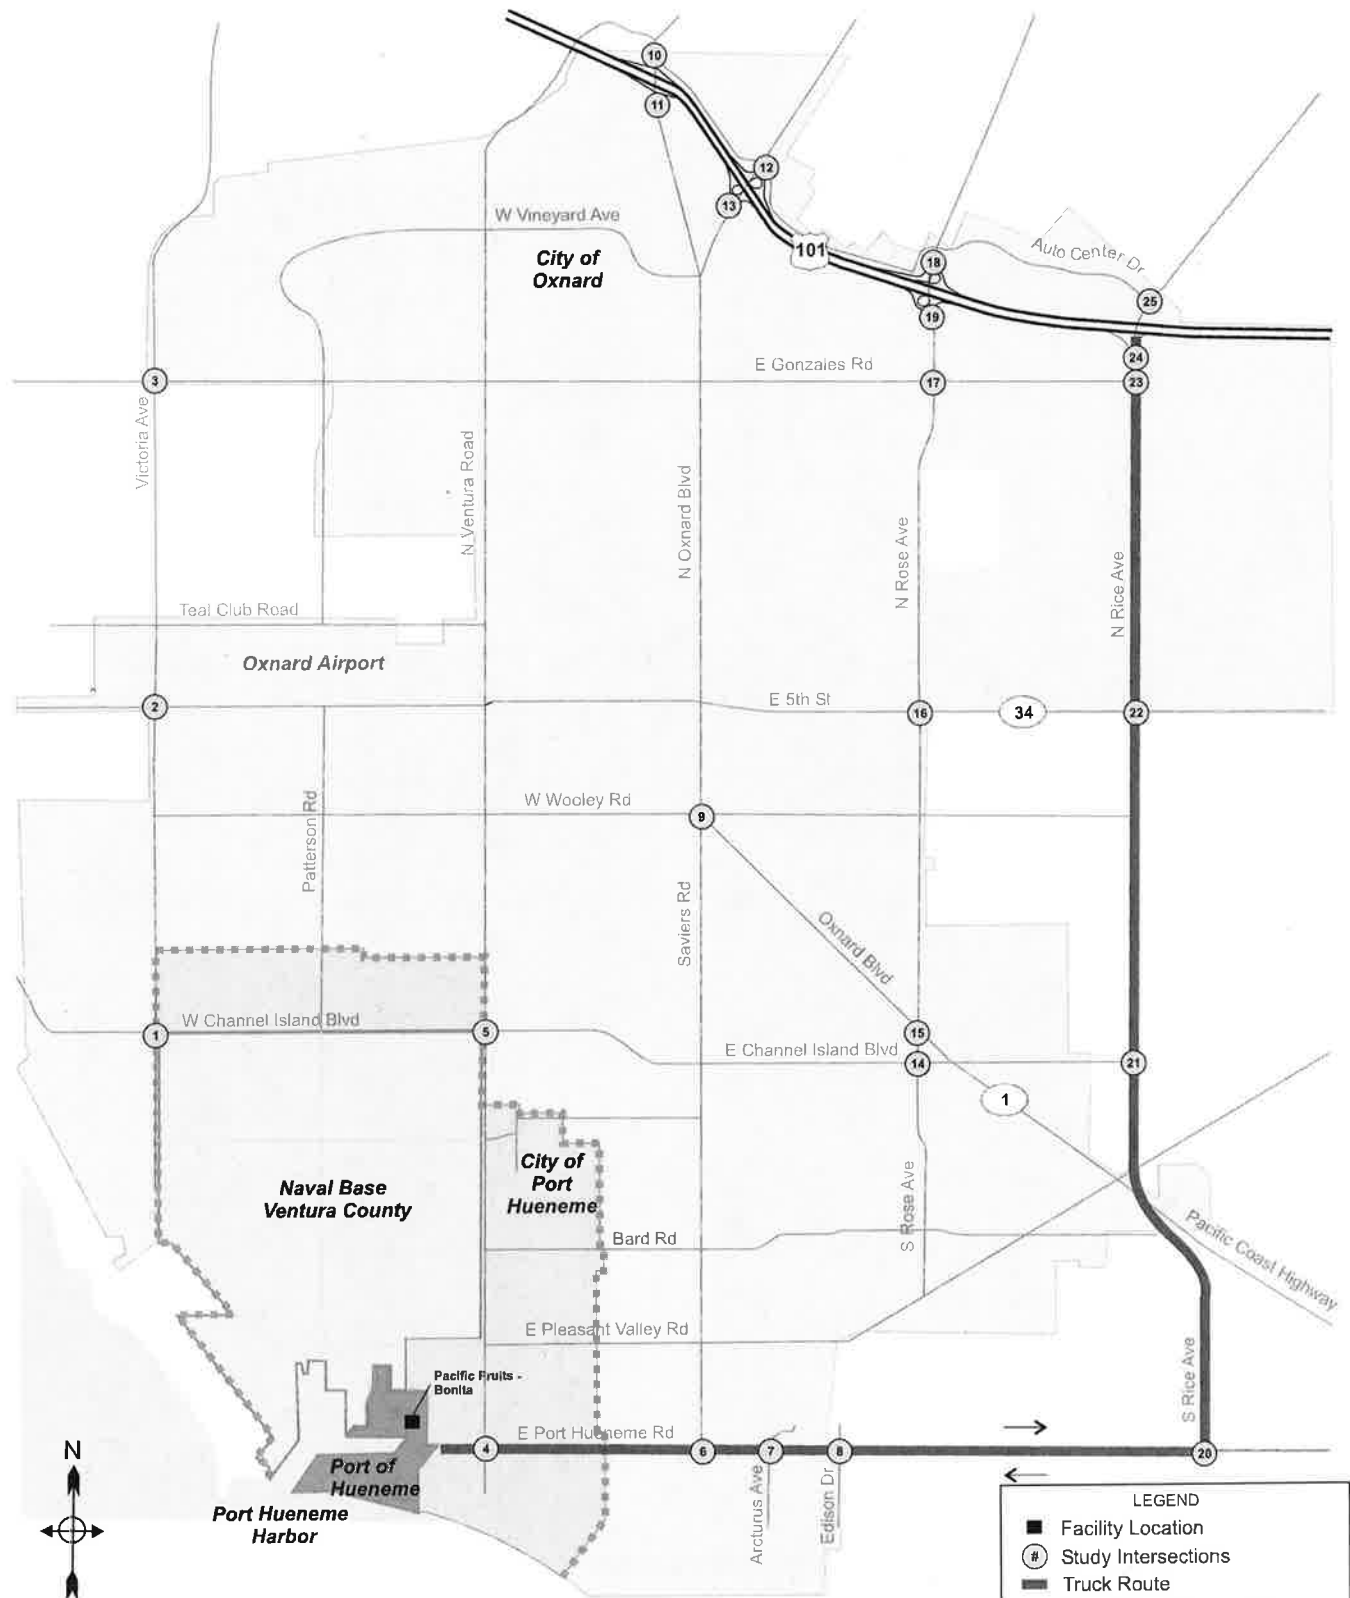 10
11
12
13
W Vineyard Ave
City of
Oxnard
101
18
Auto Center Dr
25
19
24
E Gonzales Rd
3
17
23
Victoria Ave
N Ventura Road
N Oxnard Blvd
N Rose Ave
N Rice Ave
Teal Club Road
Oxnard Airport
2
E 5th St
16
34
22
W Wooley Rd
9
Patterson Rd
Saviers Rd
Oxnard Blvd
W Channel Island Blvd
1
5
15
E Channel Island Blvd
14
21
1
City of
Port
Hueneme
Naval Base
Ventura County
S Rose Ave
Bard Rd
Pacific Coast Highway
E Pleasant Valley Rd
Pacific Fruits -
Bonita
S Rice Ave
E Port Hueneme Rd
4
6
7
8
20
N
Port of
Hueneme
Port Hueneme
Harbor
Arcturus Ave
Edison Dr
LEGEND
Facility Location
# Study Intersections
Truck Route